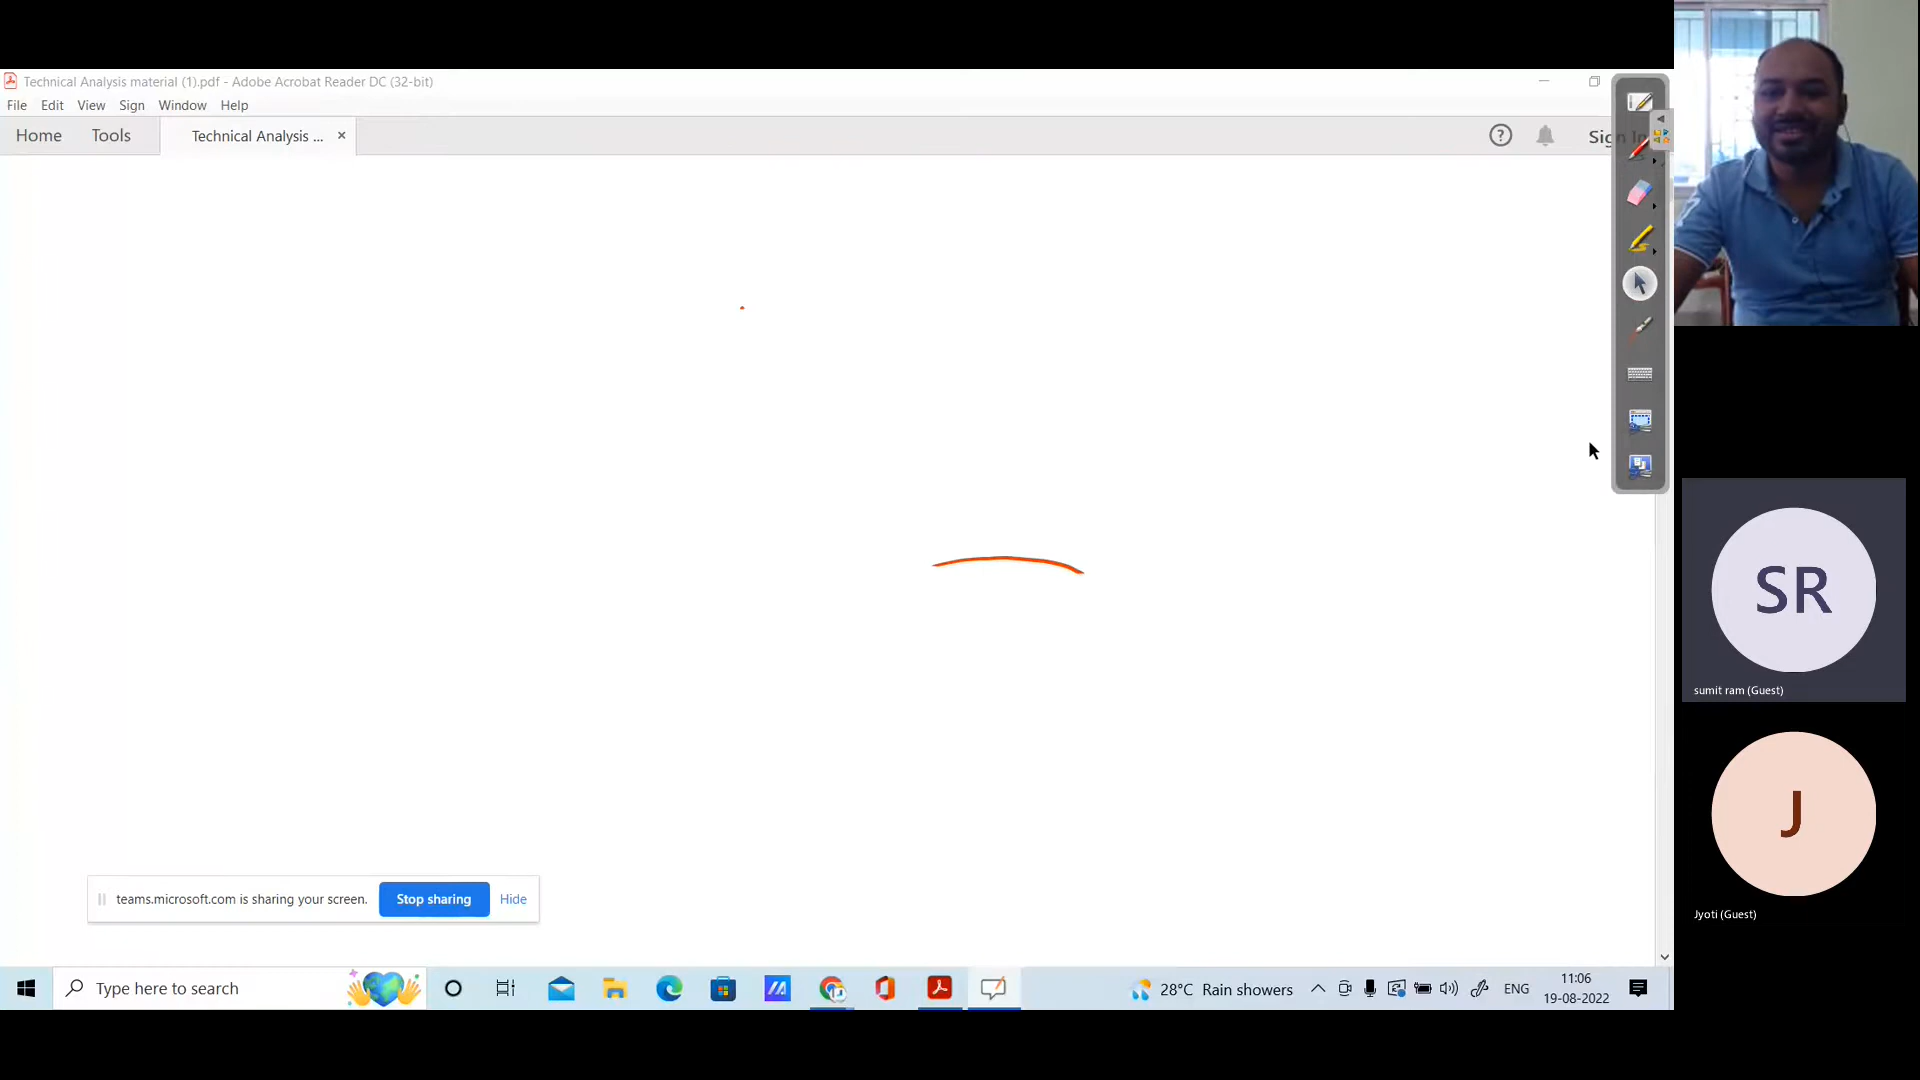 Technical Analysis material (1).pdf - Adobe Acrobat Reader DC (32-bit)
File Edit View Sign Window Help
Home Tools Technical Analysis ... ×
Sign In
SR
sumit ram (Guest)
J
Jyoti (Guest)
teams.microsoft.com is sharing your screen. Stop sharing Hide
Type here to search
28°C Rain showers
ENG
11:06
19-08-2022